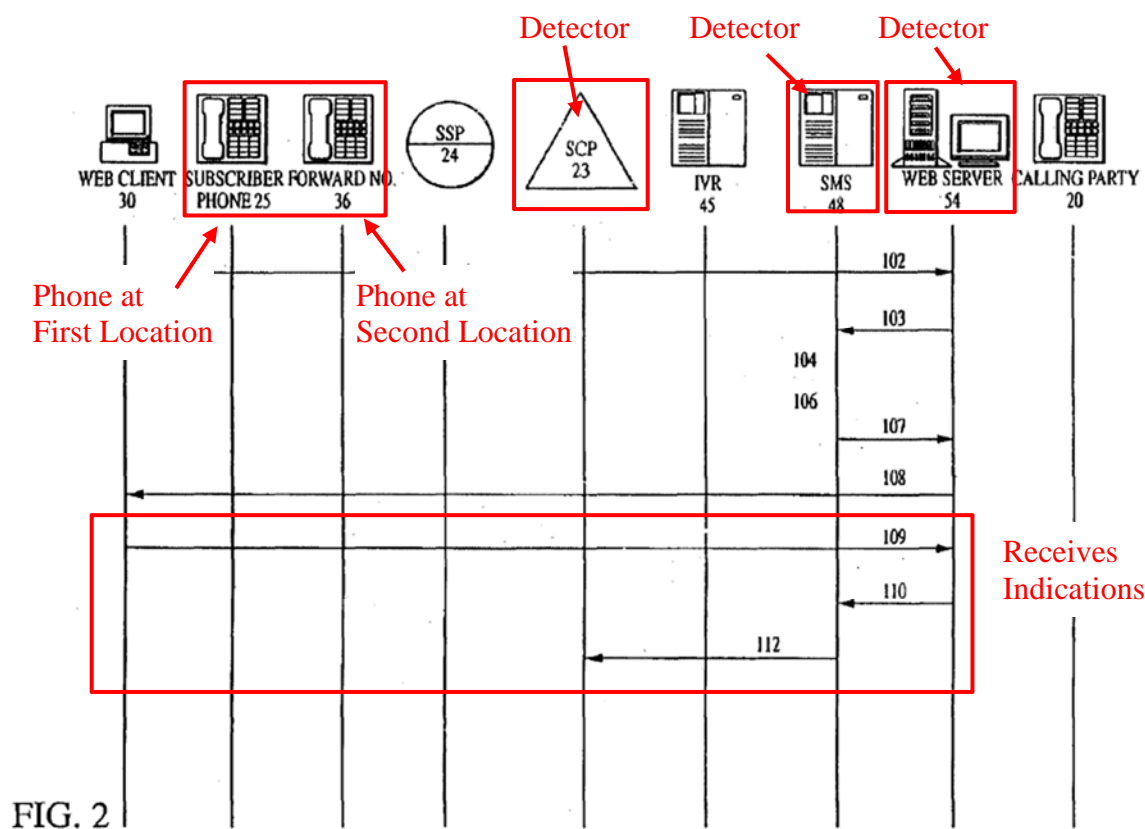 Detector
Detector
Detector
SSP
24
SCP
23
WEB CLIENT
30
SUBSCRIBER
PHONE 25
FORWARD NO.
36
IVR
45
SMS
48
WEB SERVER
54
CALLING PARTY
20
Phone at
First Location
Phone at
Second Location
102
103
104
106
107
108
109
110
112
Receives
Indications
FIG. 2